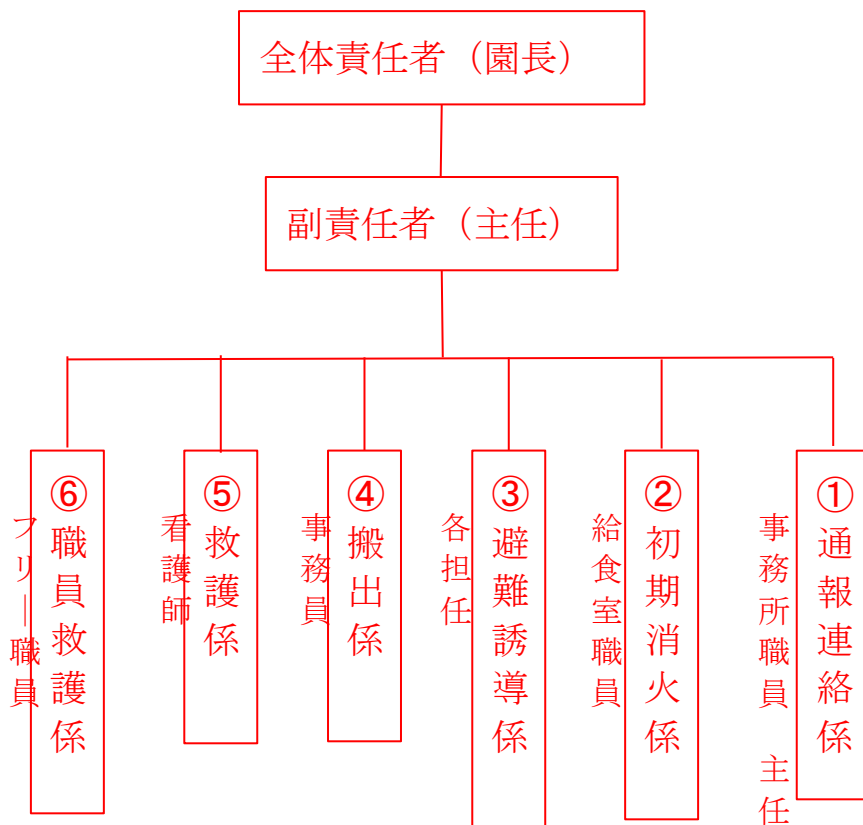 全体責任者（園長）
副責任者（主任）
①通報連絡係
事務所職員　主任
②初期消火係
給食室職員
③避難誘導係
各担任
④搬出係
事務員
⑤救護係
看護師
⑥職員救護係
フリー職員